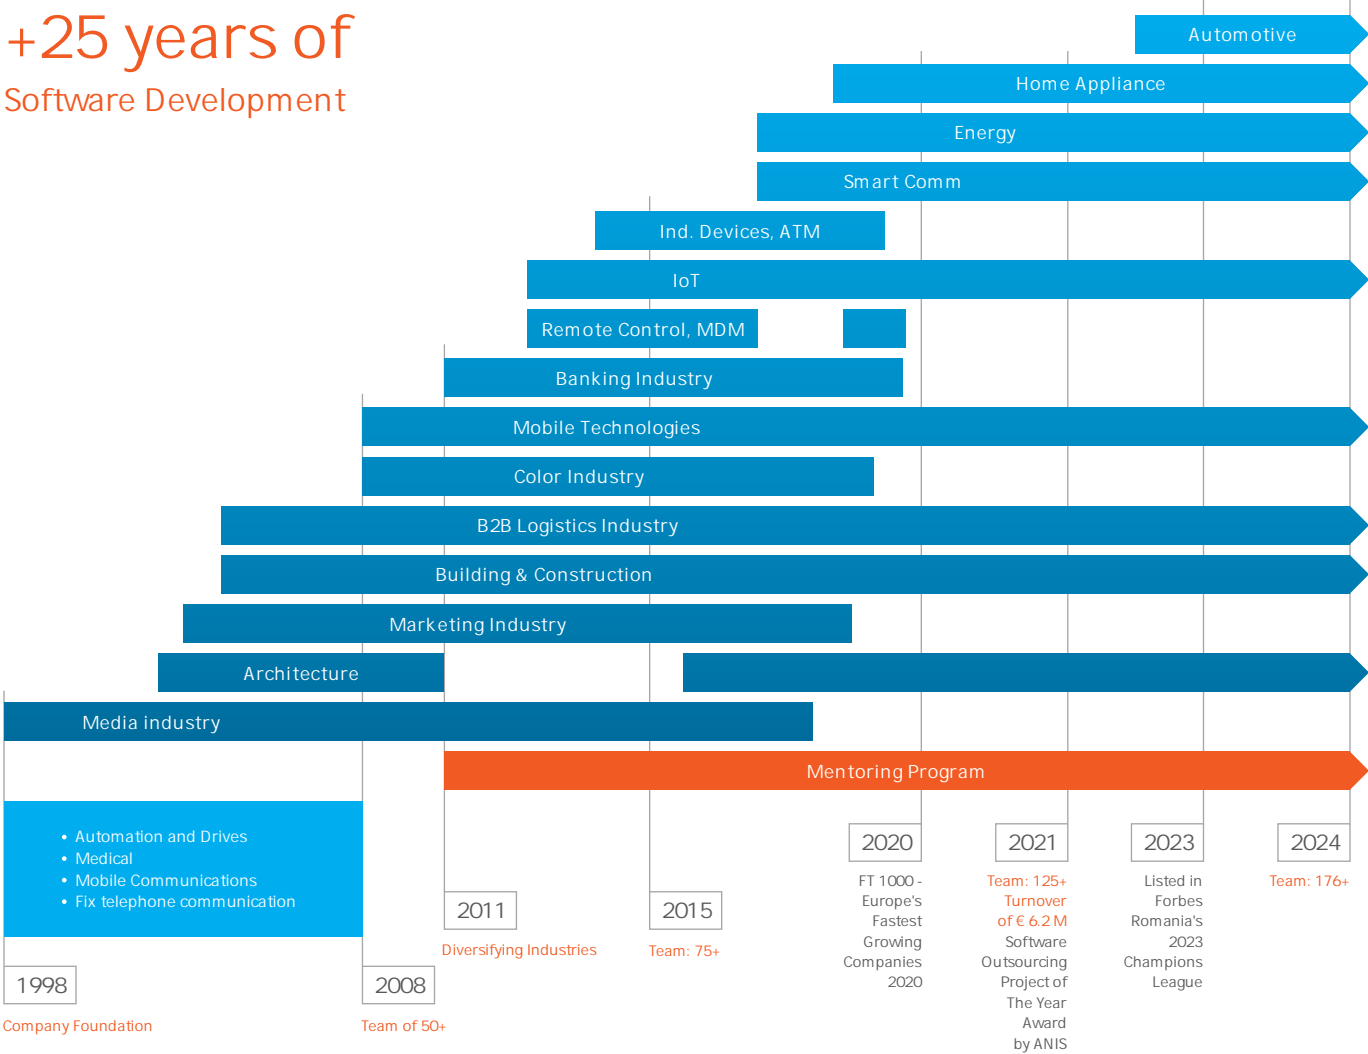 +25 years of
Software Development
Automotive
Home Appliance
Energy
Smart Comm
Ind. Devices, ATM
IoT
Remote Control, MDM
Banking Industry
Mobile Technologies
Color Industry
B2B Logistics Industry
Building & Construction
Marketing Industry
Architecture
Media industry
Mentoring Program
• Automation and Drives
• Medical
• Mobile Communications
• Fix telephone communication
1998
Company Foundation
2008
Team of 50+
2011
Diversifying Industries
2015
Team: 75+
2020
FT 1000 -
Europe's
Fastest
Growing
Companies
2020
2021
Team: 125+
Turnover
of € 6.2 M
Software
Outsourcing
Project of
The Year
Award
by ANIS
2023
Listed in
Forbes
Romania's
2023
Champions
League
2024
Team: 176+